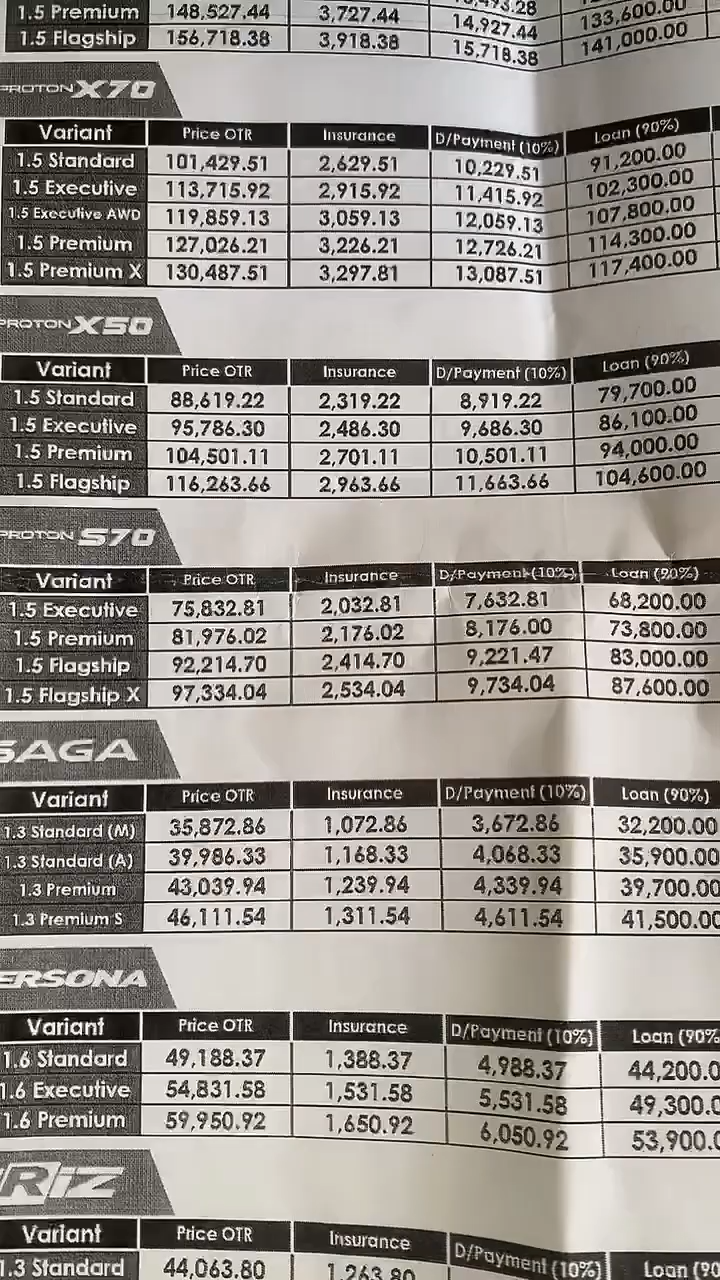 1.5 Premium 148,527.44 3,727.44 14,927.44 133,600.00
1.5 Flagship 156,718.38 3,918.38 15,718.38 141,000.00
PROTON X70
Variant Price OTR Insurance D/Payment (10%) Loan (90%)
1.5 Standard 101,429.51 2,629.51 10,229.51 91,200.00
1.5 Executive 113,715.92 2,915.92 11,415.92 102,300.00
1.5 Executive AWD 119,859.13 3,059.13 12,059.13 107,800.00
1.5 Premium 127,026.21 3,226.21 12,726.21 114,300.00
1.5 Premium X 130,487.51 3,297.81 13,087.51 117,400.00
PROTON X50
Variant Price OTR Insurance D/Payment (10%) Loan (90%)
1.5 Standard 88,619.22 2,319.22 8,919.22 79,700.00
1.5 Executive 95,786.30 2,486.30 9,686.30 86,100.00
1.5 Premium 104,501.11 2,701.11 10,501.11 94,000.00
1.5 Flagship 116,263.66 2,963.66 11,663.66 104,600.00
PROTON S70
Variant Price OTR Insurance D/Payment (10%) Loan (90%)
1.5 Executive 75,832.81 2,032.81 7,632.81 68,200.00
1.5 Premium 81,976.02 2,176.02 8,176.00 73,800.00
1.5 Flagship 92,214.70 2,414.70 9,221.47 83,000.00
1.5 Flagship X 97,334.04 2,534.04 9,734.04 87,600.00
SAGA
Variant Price OTR Insurance D/Payment (10%) Loan (90%)
1.3 Standard (M) 35,872.86 1,072.86 3,672.86 32,200.00
1.3 Standard (A) 39,986.33 1,168.33 4,068.33 35,900.00
1.3 Premium 43,039.94 1,239.94 4,339.94 39,700.00
1.3 Premium S 46,111.54 1,311.54 4,611.54 41,500.00
ERSONA
Variant Price OTR Insurance D/Payment (10%) Loan (90%
1.6 Standard 49,188.37 1,388.37 4,988.37 44,200.0
1.6 Executive 54,831.58 1,531.58 5,531.58 49,300.0
1.6 Premium 59,950.92 1,650.92 6,050.92 53,900.0
RIZ
Variant Price OTR Insurance D/Payment (10%) Loan (90
1.3 Standard 44,063.80 1,263.80